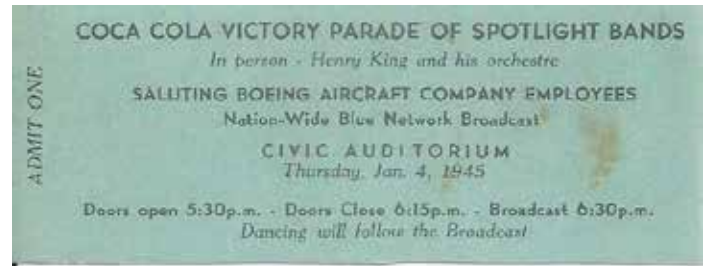 ADMIT ONE
COCA COLA VICTORY PARADE OF SPOTLIGHT BANDS
In person - Henry King and his orchestre
SALUTING BOEING AIRCRAFT COMPANY EMPLOYEES
Nation-Wide Blue Network Broadcast
CIVIC AUDITORIUM
Thursday, Jan. 4, 1945
Doors open 5:30p.m. - Doors Close 6:15p.m. - Broadcast 6:30p.m.
Dancing will follow the Broadcast